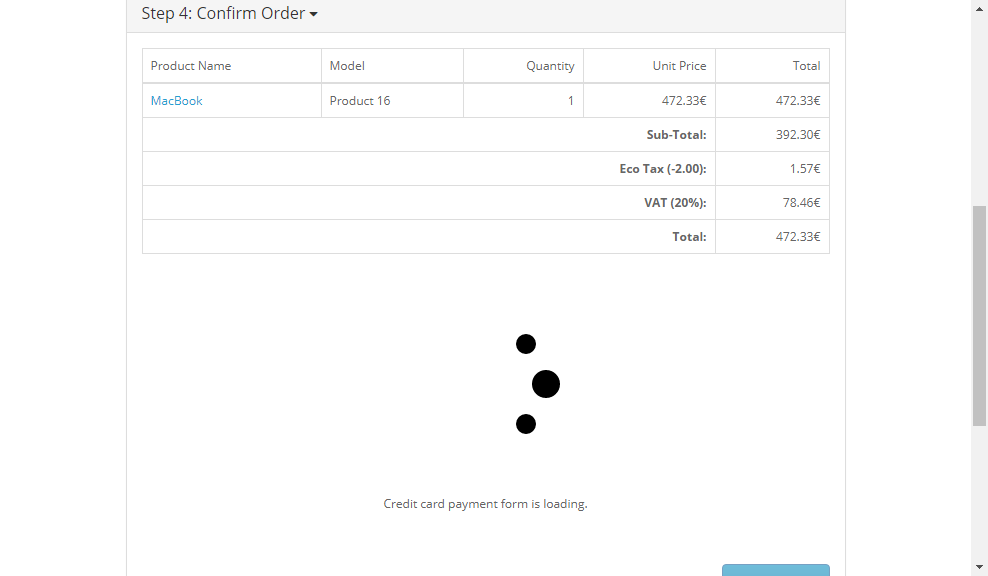 Step 4: Confirm Order
Product Name Model Quantity Unit Price Total
MacBook Product 16 1 472.33€ 472.33€
Sub-Total: 392.30€
Eco Tax (-2.00): 1.57€
VAT (20%): 78.46€
Total: 472.33€
Credit card payment form is loading.